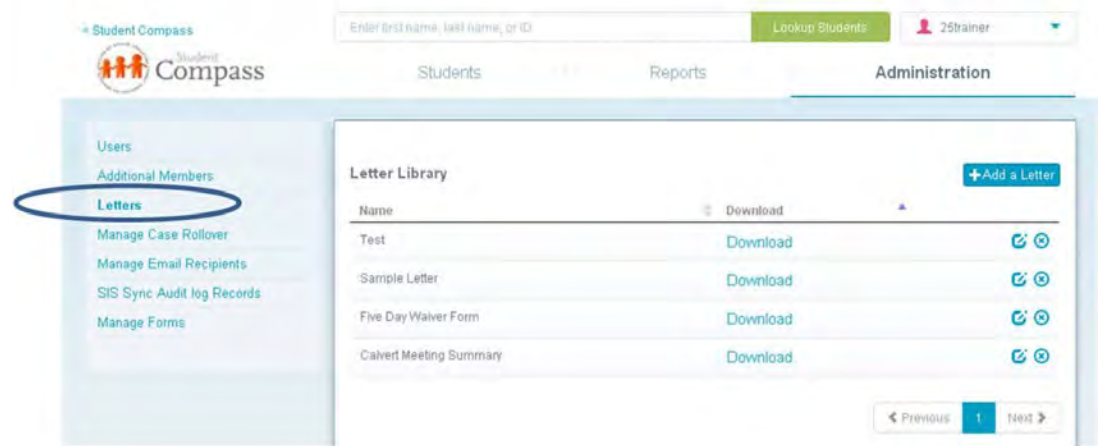 « Student Compass
Enter first name, last name, or ID
Lookup Students
25trainer
Student
Compass
Students
Reports
Administration
Users
Additional Members
Letters
Manage Case Rollover
Manage Email Recipients
SIS Sync Audit log Records
Manage Forms
Letter Library
+Add a Letter
Name Download
Test Download
Sample Letter Download
Five Day Waiver Form Download
Calvert Meeting Summary Download
Previous 1 Next